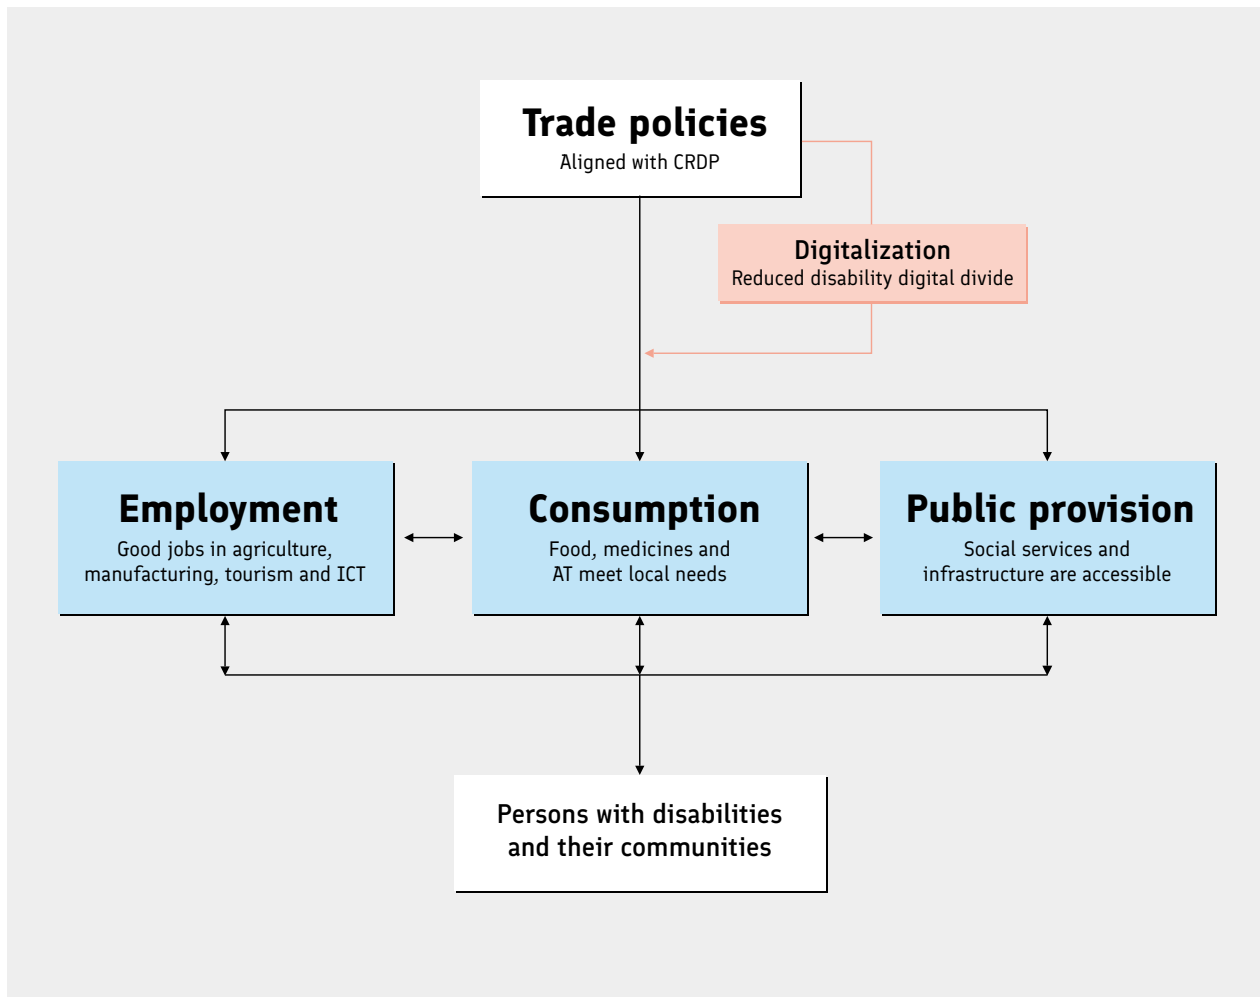 Trade policies
Aligned with CRDP
Digitalization
Reduced disability digital divide
Employment
Good jobs in agriculture,
manufacturing, tourism and ICT
Consumption
Food, medicines and
AT meet local needs
Public provision
Social services and
infrastructure are accessible
Persons with disabilities
and their communities